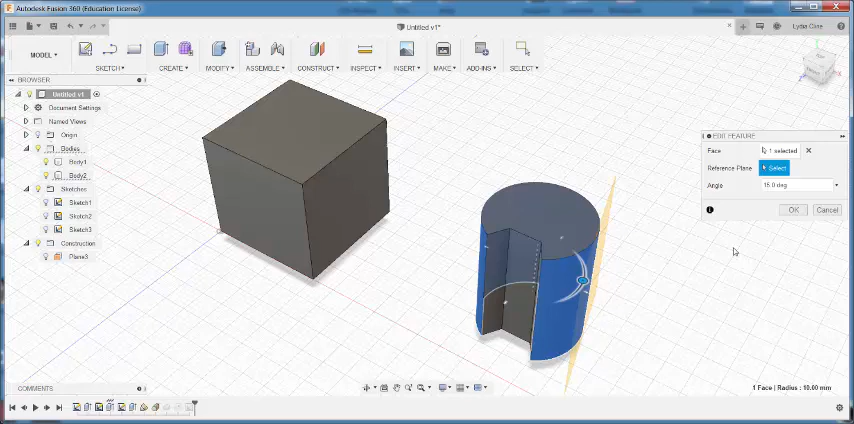 Autodesk Fusion 360 (Education License)
Untitled v1*
Lydia Cline
MODEL
SKETCH
CREATE
MODIFY
ASSEMBLE
CONSTRUCT
INSPECT
INSERT
MAKE
ADD-INS
SELECT
BROWSER
Untitled v1
Document Settings
Named Views
Origin
Bodies
Body1
Body2
Sketches
Sketch1
Sketch2
Sketch3
Construction
Plane3
EDIT FEATURE
Face 1 selected
Reference Plane Select
Angle 15.0 deg
OK Cancel
COMMENTS
1 Face | Radius : 10.00 mm